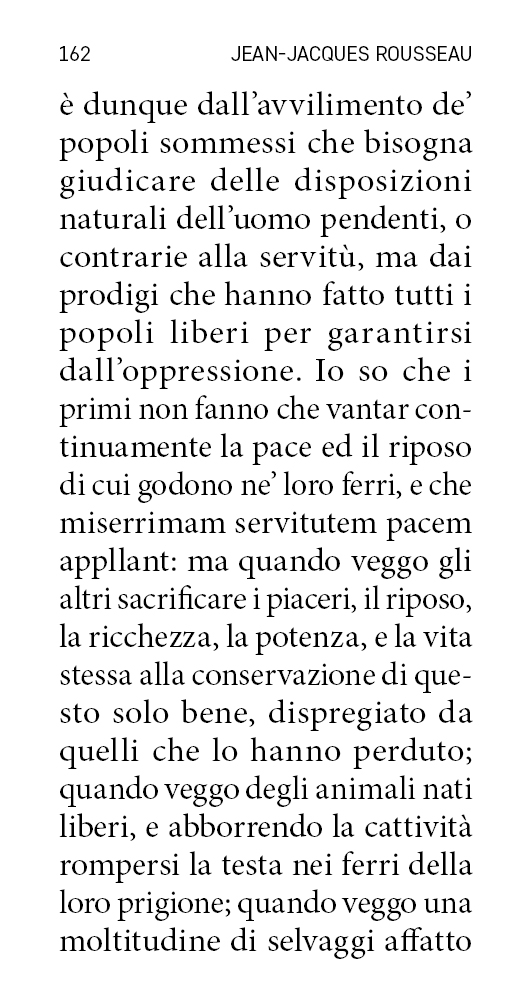 162 JEAN-JACQUES ROUSSEAU
è dunque dall’avvilimento de’
popoli sommessi che bisogna
giudicare delle disposizioni
naturali dell’uomo pendenti, o
contrarie alla servitù, ma dai
prodigi che hanno fatto tutti i
popoli liberi per garantirsi
dall’oppressione. Io so che i
primi non fanno che vantar con-
tinuamente la pace ed il riposo
di cui godono ne’ loro ferri, e che
miserrimam servitutem pacem
appllant: ma quando veggo gli
altri sacrificare i piaceri, il riposo,
la ricchezza, la potenza, e la vita
stessa alla conservazione di que-
sto solo bene, dispregiato da
quelli che lo hanno perduto;
quando veggo degli animali nati
liberi, e abborrendo la cattività
rompersi la testa nei ferri della
loro prigione; quando veggo una
moltitudine di selvaggi affatto